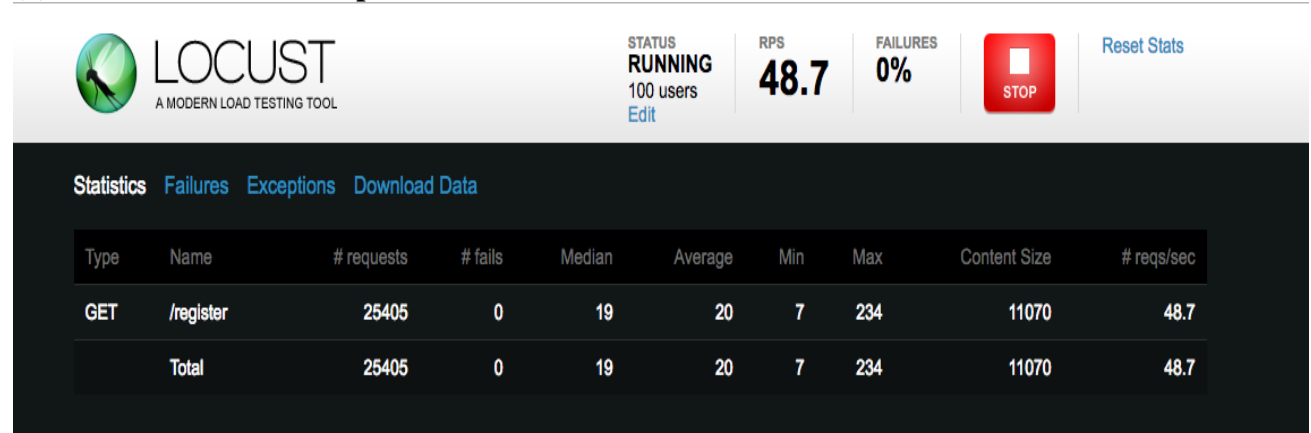 LOCUST
A MODERN LOAD TESTING TOOL
STATUS
RUNNING
100 users
Edit
RPS
48.7
FAILURES
0%
STOP
Reset Stats
Statistics Failures Exceptions Download Data
Type Name # requests # fails Median Average Min Max Content Size # reqs/sec
GET /register 25405 0 19 20 7 234 11070 48.7
Total 25405 0 19 20 7 234 11070 48.7